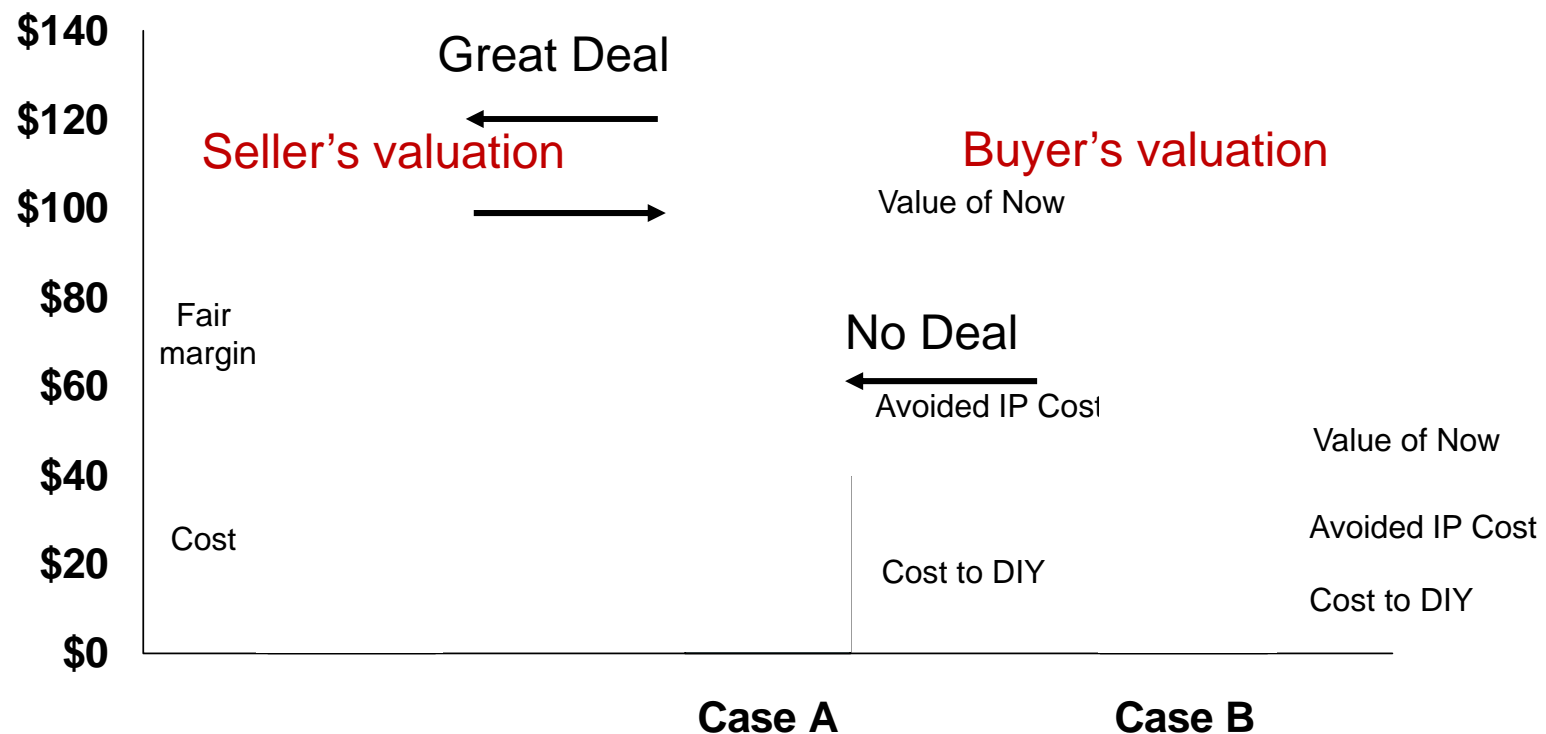 $140
Great Deal
$120
Seller’s valuation
Buyer’s valuation
$100
Value of Now
$80
Fair
margin
No Deal
$60
Avoided IP Cost
Value of Now
$40
Cost
Avoided IP Cost
$20
Cost to DIY
Cost to DIY
$0
Case A
Case B